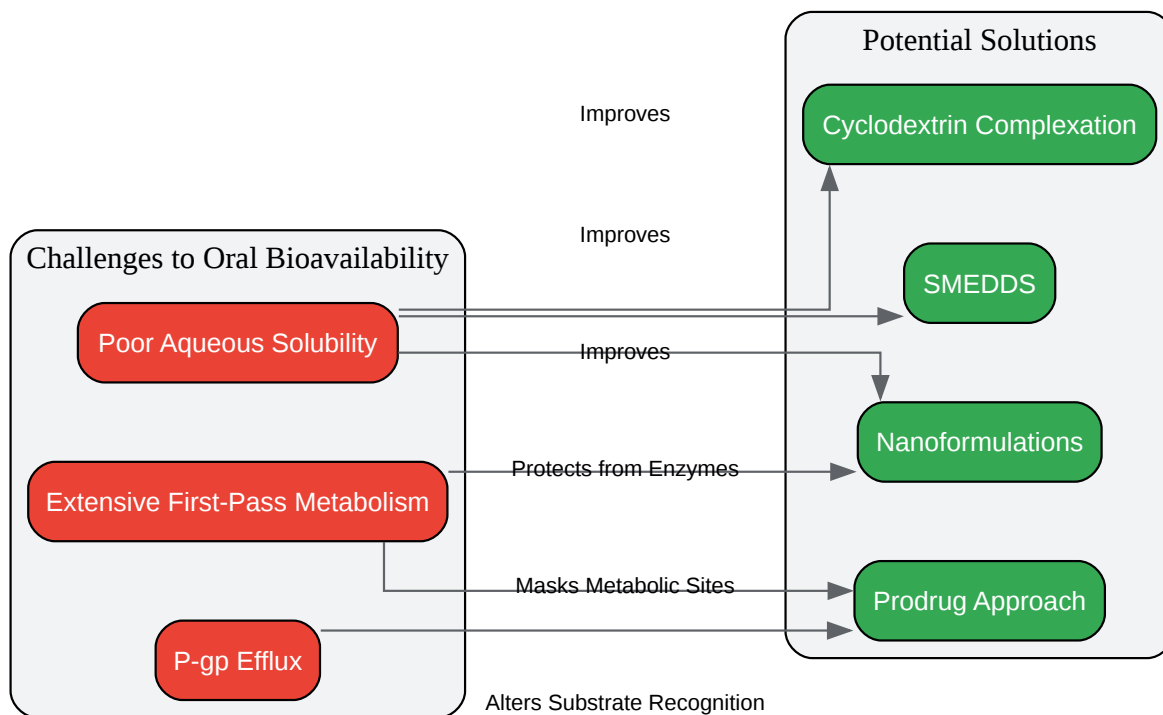 Challenges to Oral Bioavailability
Poor Aqueous Solubility
Extensive First-Pass Metabolism
P-gp Efflux
Improves
Improves
Improves
Protects from Enzymes
Masks Metabolic Sites
Alters Substrate Recognition
Potential Solutions
Cyclodextrin Complexation
SMEDDS
Nanoformulations
Prodrug Approach